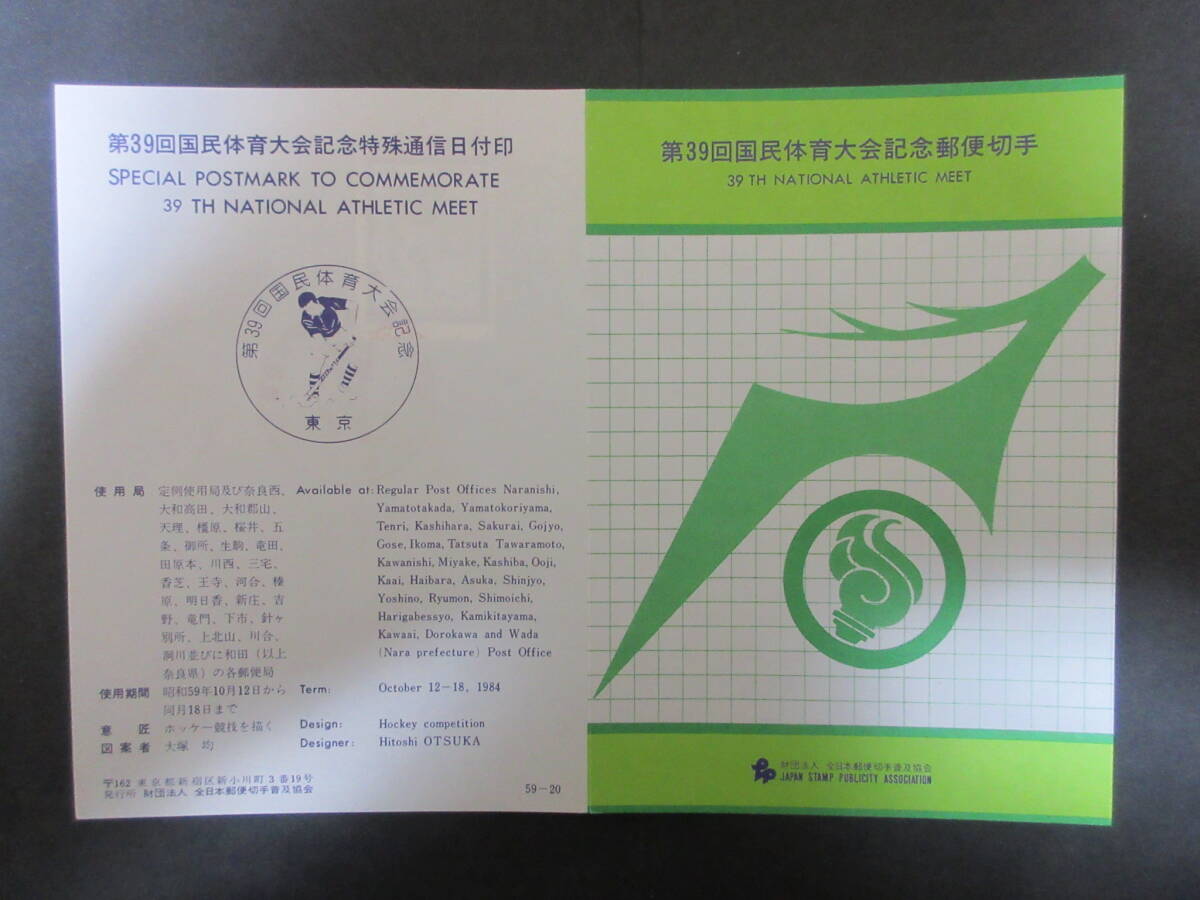 第39回国民体育大会記念特殊通信日付印
SPECIAL POSTMARK TO COMMEMORATE
39 TH NATIONAL ATHLETIC MEET
第39回国民体育大会記念
東京
使用局 定例使用局及び奈良西、
大和高田、大和郡山、
天理、橿原、桜井、五
条、御所、生駒、竜田、
田原本、川西、三宅、
香芝、王寺、河合、榛
原、明日香、新庄、吉
野、竜門、下市、針ヶ
別所、上北山、川合、
洞川並びに和田（以上
奈良県）の各郵便局
Available at: Regular Post Offices Naranishi,
Yamatotakada, Yamatokoriyama,
Tenri, Kashihara, Sakurai, Gojyo,
Gose, Ikoma, Tatsuta Tawaramoto,
Kawanishi, Miyake, Kashiba, Ooji,
Kaai, Haibara, Asuka, Shinjyo,
Yoshino, Ryumon, Shimoichi,
Harigabessyo, Kamikitayama,
Kawaai, Dorokawa and Wada
(Nara prefecture) Post Office
使用期間 昭和59年10月12日から
同月18日まで
Term: October 12−18, 1984
意匠 ホッケー競技を描く
Design: Hockey competition
図案者 大塚 均
Designer: Hitoshi OTSUKA
〒162 東京都新宿区新小川町3番19号
発行所 財団法人 全日本郵便切手普及協会
59−20
第39回国民体育大会記念郵便切手
39 TH NATIONAL ATHLETIC MEET
財団法人 全日本郵便切手普及協会
JAPAN STAMP PUBLICITY ASSOCIATION